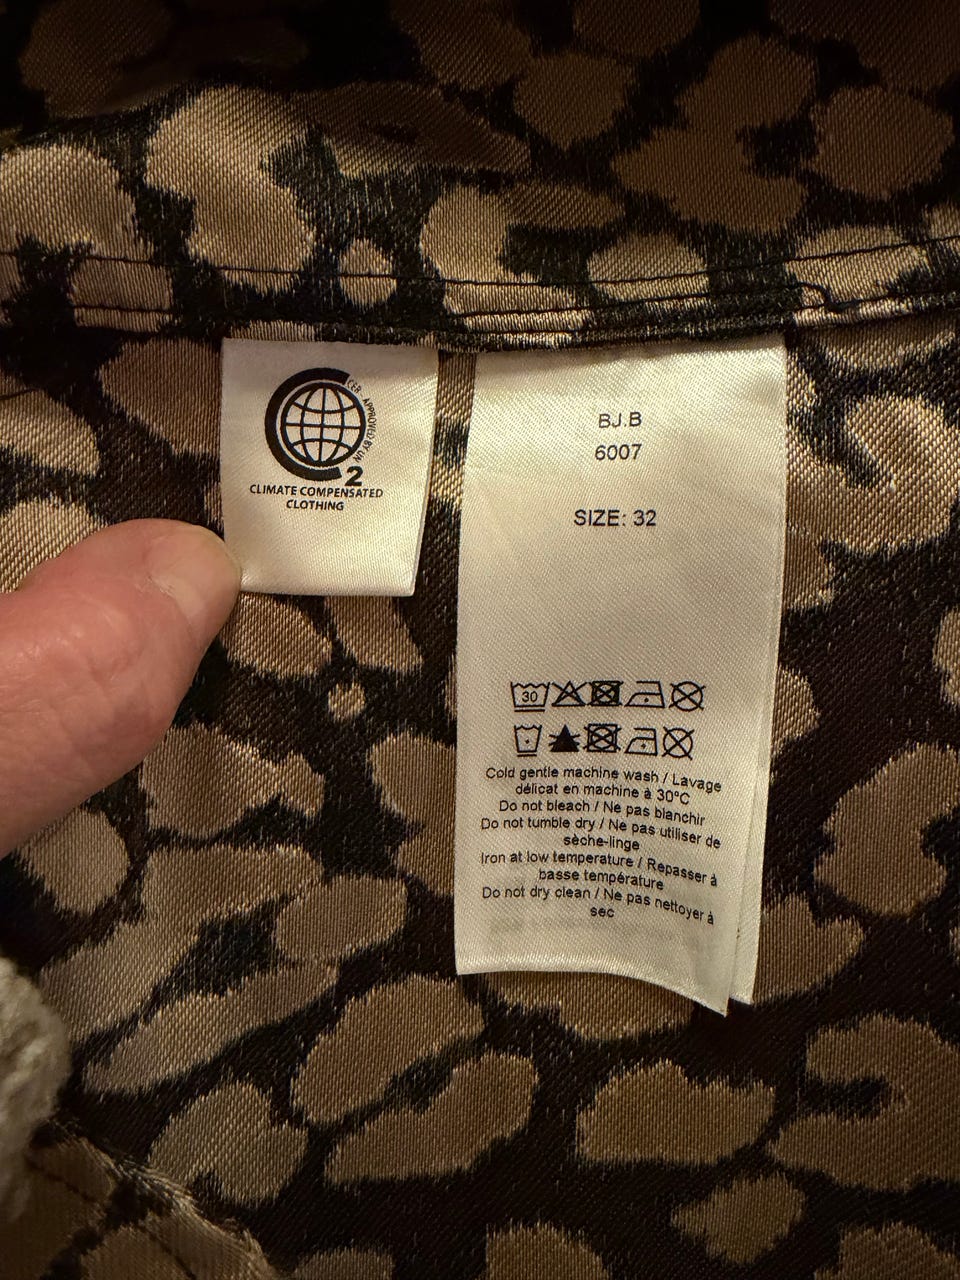 CER · APPROVED BY UN
2
CLIMATE COMPENSATED
CLOTHING
BJ.B
6007
SIZE: 32
30
Cold gentle machine wash / Lavage
délicat en machine à 30°C
Do not bleach / Ne pas blanchir
Do not tumble dry / Ne pas utiliser de
sèche-linge
Iron at low temperature / Repasser à
basse température
Do not dry clean / Ne pas nettoyer à
sec